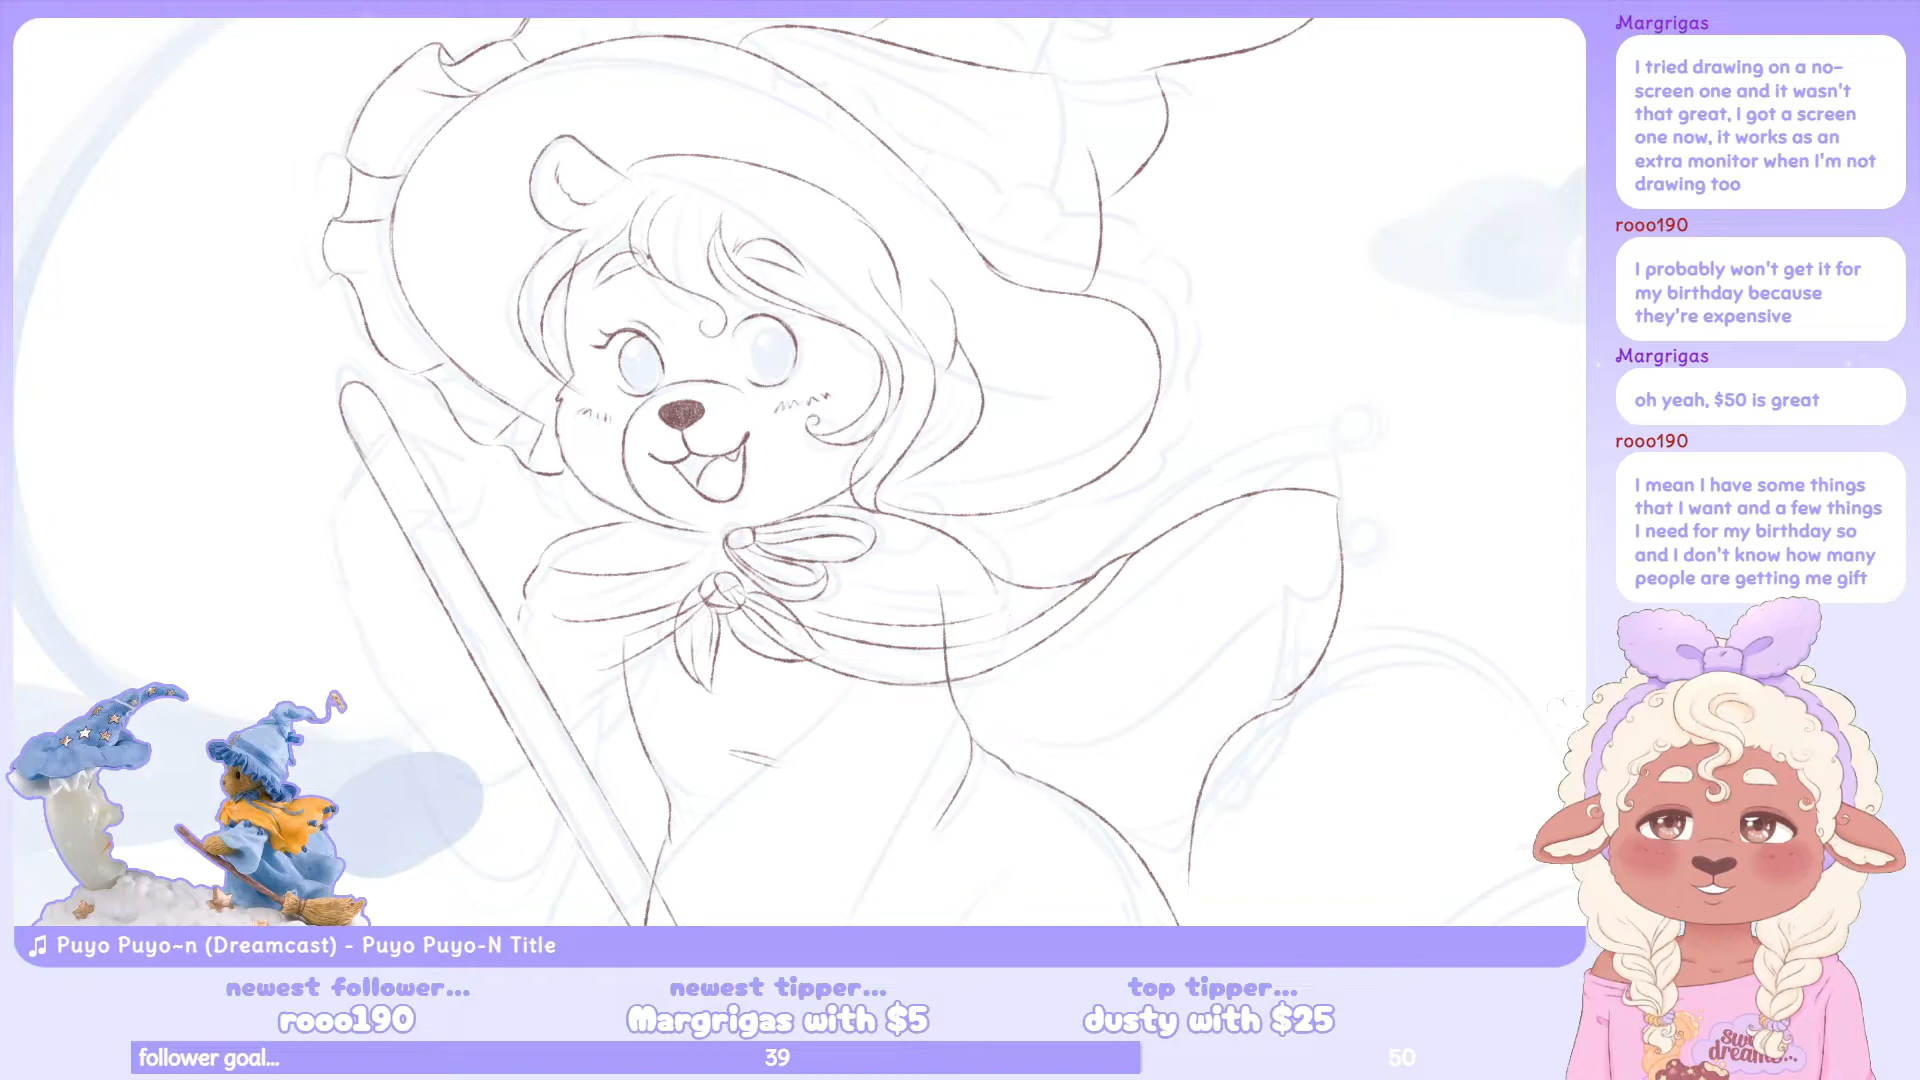 Margrigas
I tried drawing on a no-
screen one and it wasn't
that great, I got a screen
one now, it works as an
extra monitor when I'm not
drawing too
rooo190
I probably won't get it for
my birthday because
they're expensive
Margrigas
oh yeah, $50 is great
rooo190
I mean I have some things
that I want and a few things
I need for my birthday so
and I don't know how many
people are getting me gift
♫ Puyo Puyo~n (Dreamcast) - Puyo Puyo-N Title
newest follower...
rooo190
newest tipper...
Margrigas with $5
top tipper...
dusty with $25
follower goal...
39
50